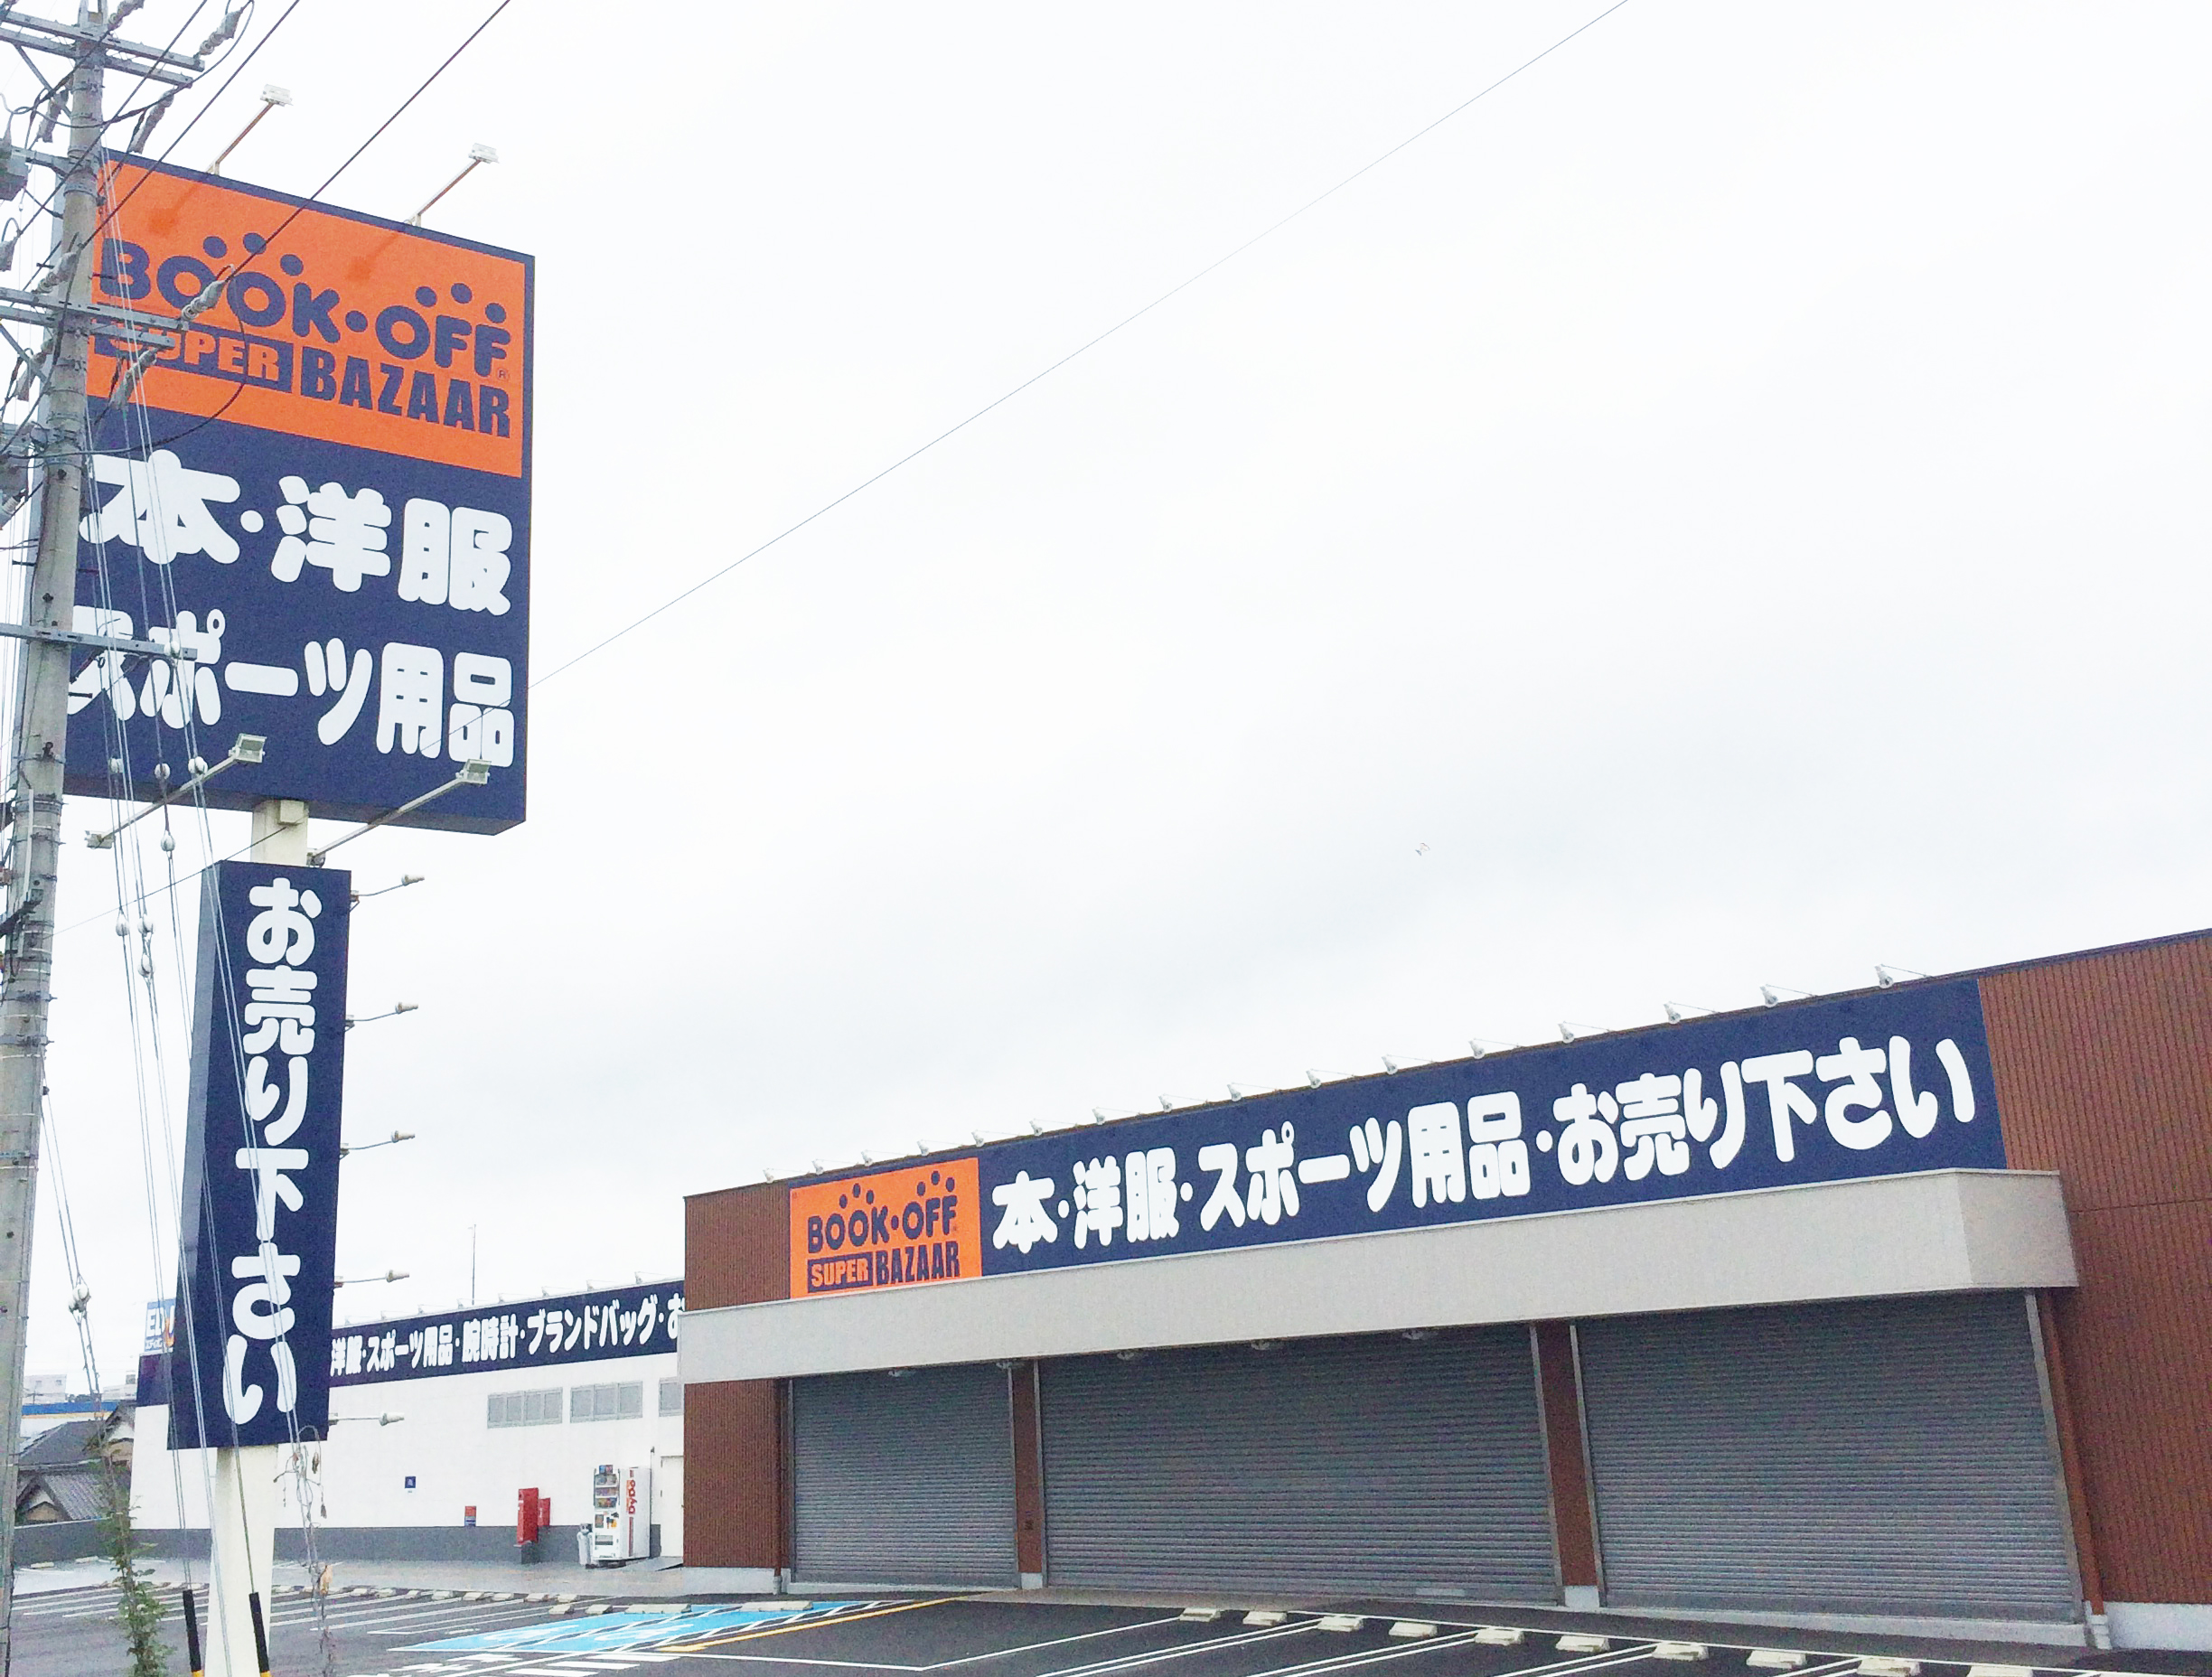 BOOK・OFF
SUPER BAZAAR
本・洋服
スポーツ用品
お売り下さい
BOOK・OFF
SUPER BAZAAR
本・洋服・スポーツ用品・お売り下さい
洋服・スポーツ用品・腕時計・ブランドバッグ・お
DyDo